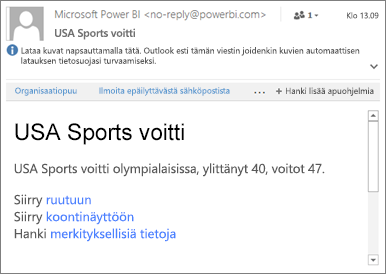 Microsoft Power BI <no-reply@powerbi.com>
1
Klo 13.09
USA Sports voitti
Lataa kuvat napsauttamalla tätä. Outlook esti tämän viestin joidenkin kuvien automaattisen
latauksen tietosuojasi turvaamiseksi.
Organisaatiopuu
Ilmoita epäilyttävästä sähköpostista
...
+ Hanki lisää apuohjelmia
USA Sports voitti
USA Sports voitti olympialaisissa, ylittänyt 40, voitot 47.
Siirry ruutuun
Siirry koontinäyttöön
Hanki merkityksellisiä tietoja